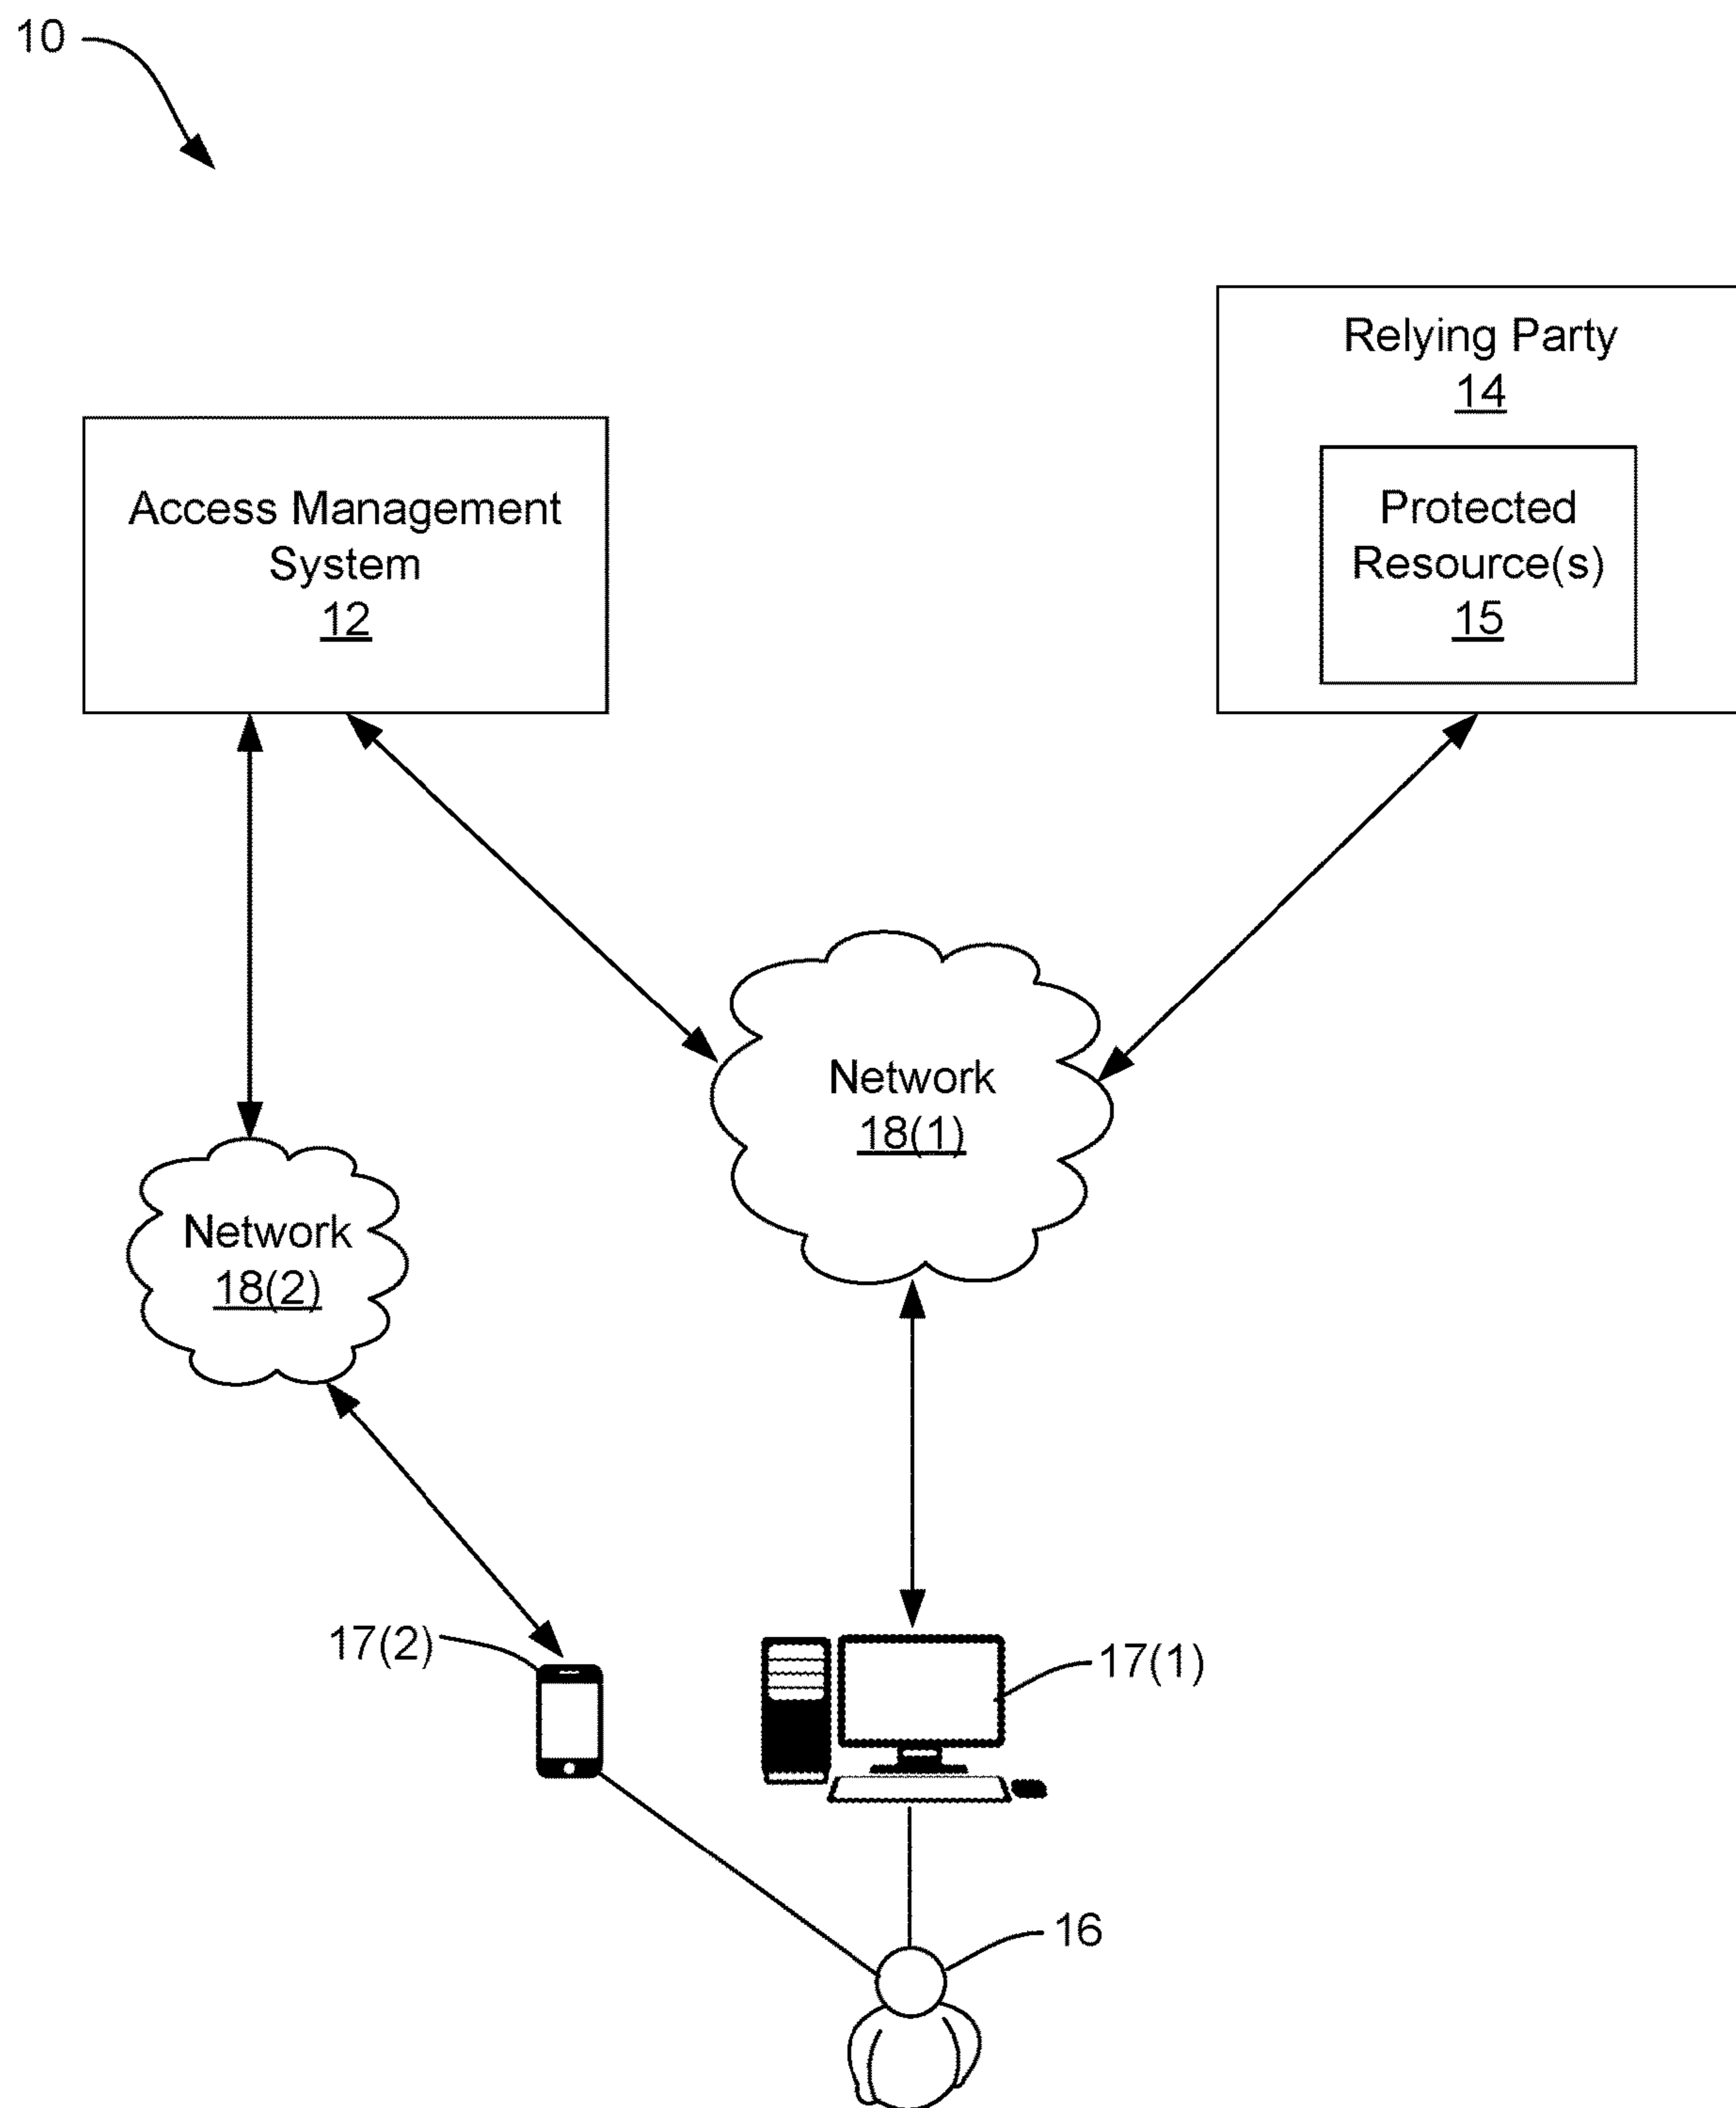 10
Relying Party
14
Access Management
System
12
Protected
Resource(s)
15
Network
18(1)
Network
18(2)
17(2)
17(1)
16